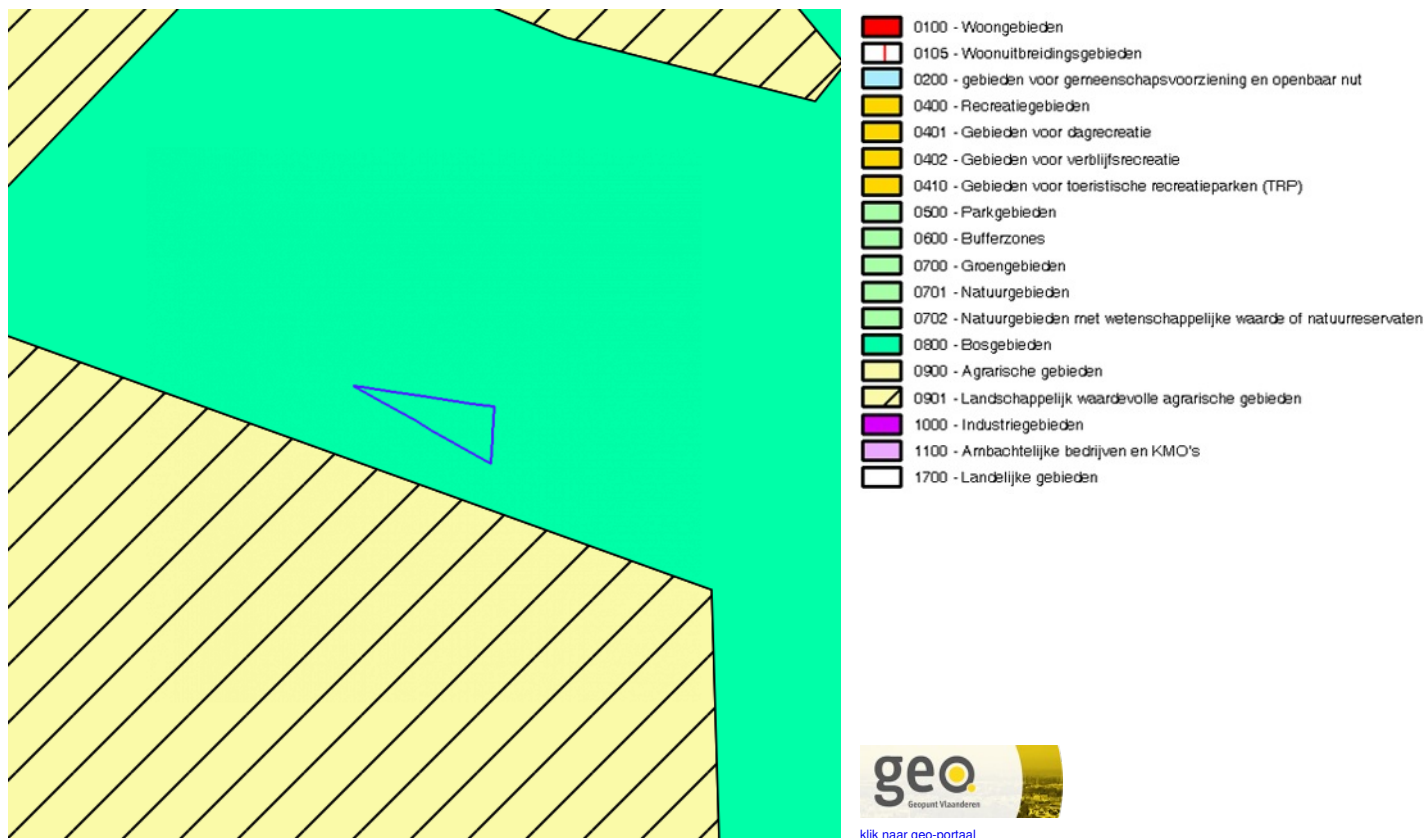 0100 - Woongebieden
0105 - Woonuitbreidingsgebieden
0200 - gebieden voor gemeenschapsvoorziening en openbaar nut
0400 - Recreatiegebieden
0401 - Gebieden voor dagrecreatie
0402 - Gebieden voor verblijfsrecreatie
0410 - Gebieden voor toeristische recreatieparken (TRP)
0500 - Parkgebieden
0600 - Bufferzones
0700 - Groengebieden
0701 - Natuurgebieden
0702 - Natuurgebieden met wetenschappelijke waarde of natuurreservaten
0800 - Bosgebieden
0900 - Agrarische gebieden
0901 - Landschappelijk waardevolle agrarische gebieden
1000 - Industriegebieden
1100 - Ambachtelijke bedrijven en KMO's
1700 - Landelijke gebieden
geo
Geopunt Vlaanderen
klik naar geo-portaal